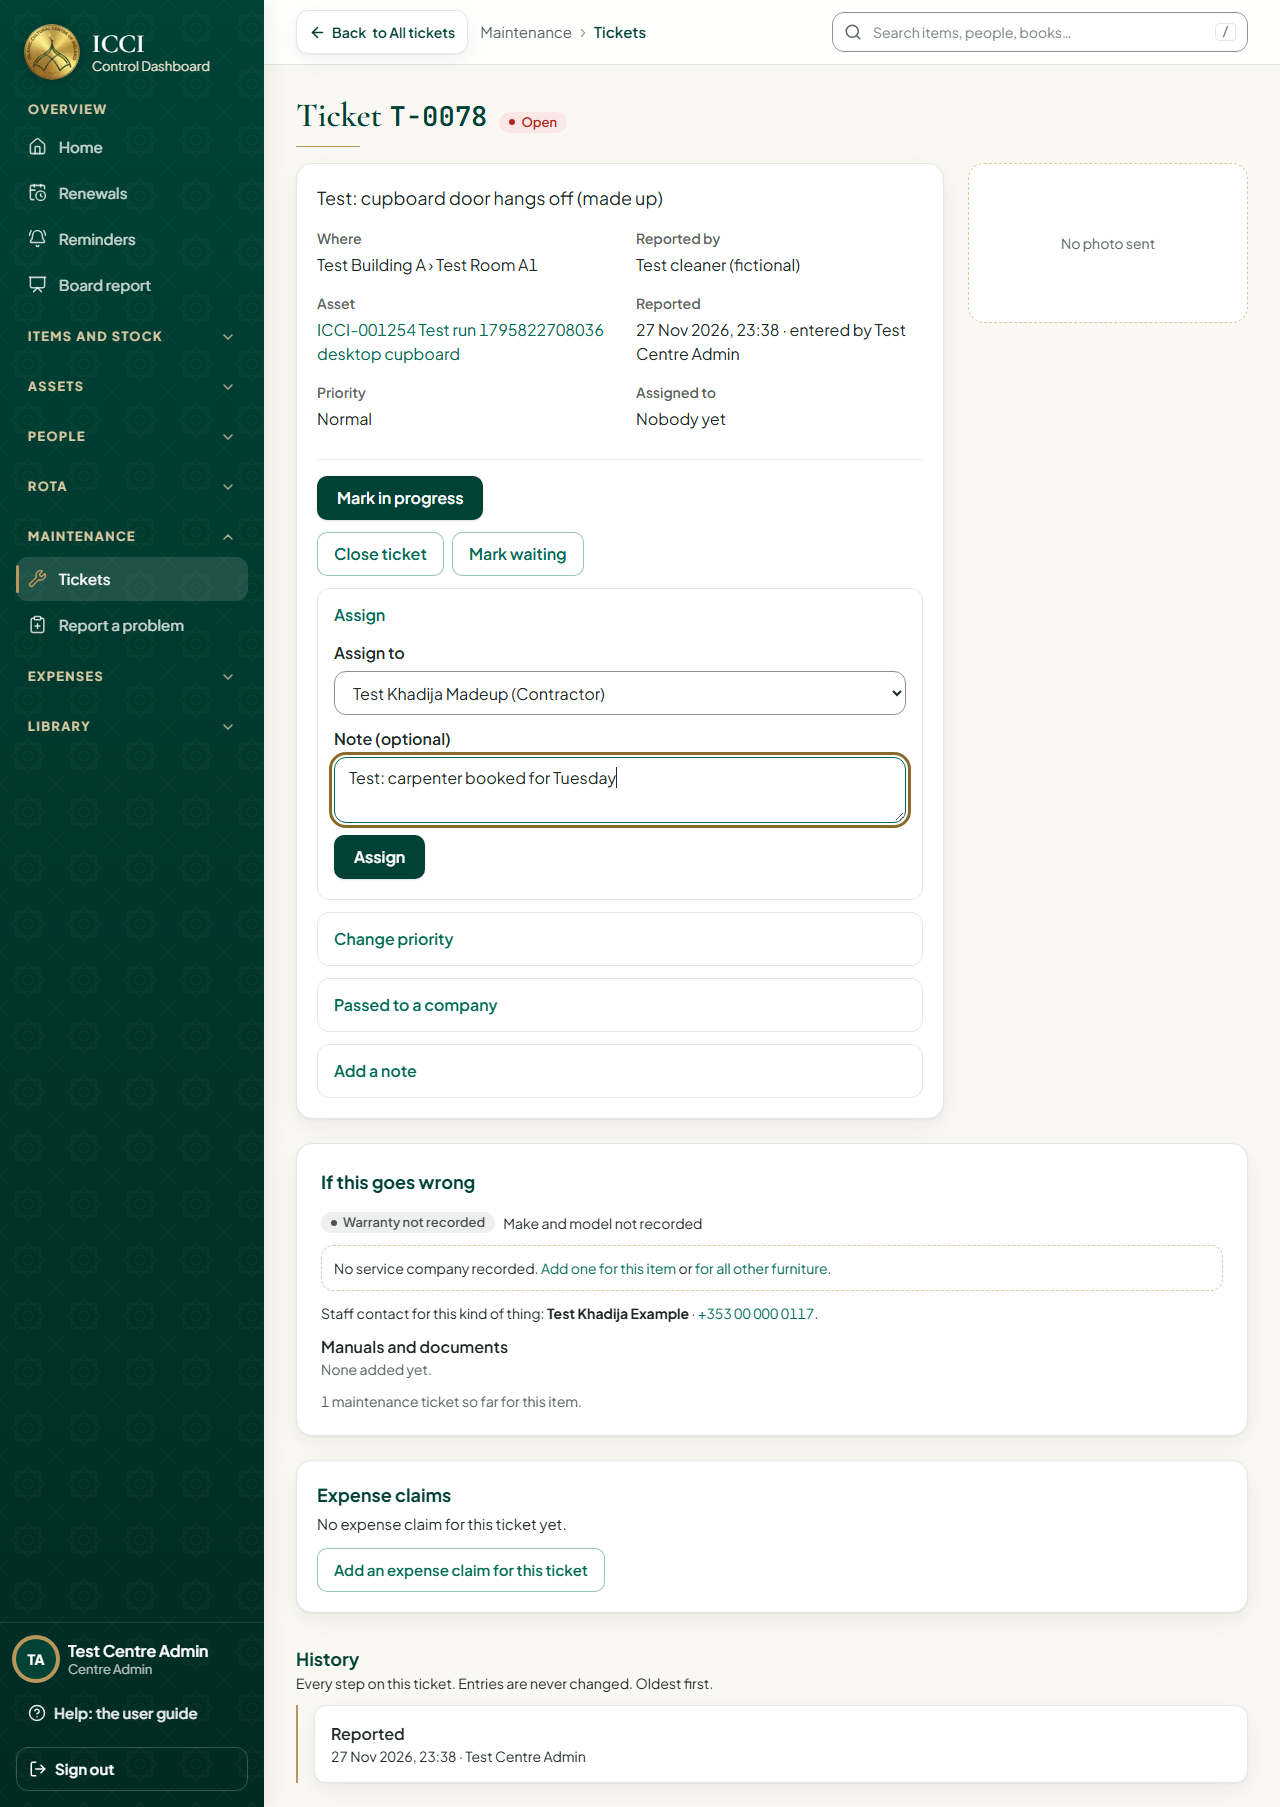 ICCI
Control Dashboard
OVERVIEW
Home
Renewals
Reminders
Board report
ITEMS AND STOCK
ASSETS
PEOPLE
ROTA
MAINTENANCE
Tickets
Report a problem
EXPENSES
LIBRARY
TA
Test Centre Admin
Centre Admin
Help: the user guide
Sign out
Back to All tickets
Maintenance › Tickets
Search items, people, books...
/
Ticket T-0078
Open
Test: cupboard door hangs off (made up)
Where
Test Building A › Test Room A1
Reported by
Test cleaner (fictional)
Asset
ICCI-001254 Test run 1795822708036
desktop cupboard
Reported
27 Nov 2026, 23:38 · entered by Test
Centre Admin
Priority
Normal
Assigned to
Nobody yet
Mark in progress
Close ticket
Mark waiting
Assign
Assign to
Test Khadija Madeup (Contractor)
Note (optional)
Test: carpenter booked for Tuesday
Assign
Change priority
Passed to a company
Add a note
No photo sent
If this goes wrong
Warranty not recorded
Make and model not recorded
No service company recorded. Add one for this item or for all other furniture.
Staff contact for this kind of thing: Test Khadija Example · +353 00 000 0117.
Manuals and documents
None added yet.
1 maintenance ticket so far for this item.
Expense claims
No expense claim for this ticket yet.
Add an expense claim for this ticket
History
Every step on this ticket. Entries are never changed. Oldest first.
Reported
27 Nov 2026, 23:38 · Test Centre Admin